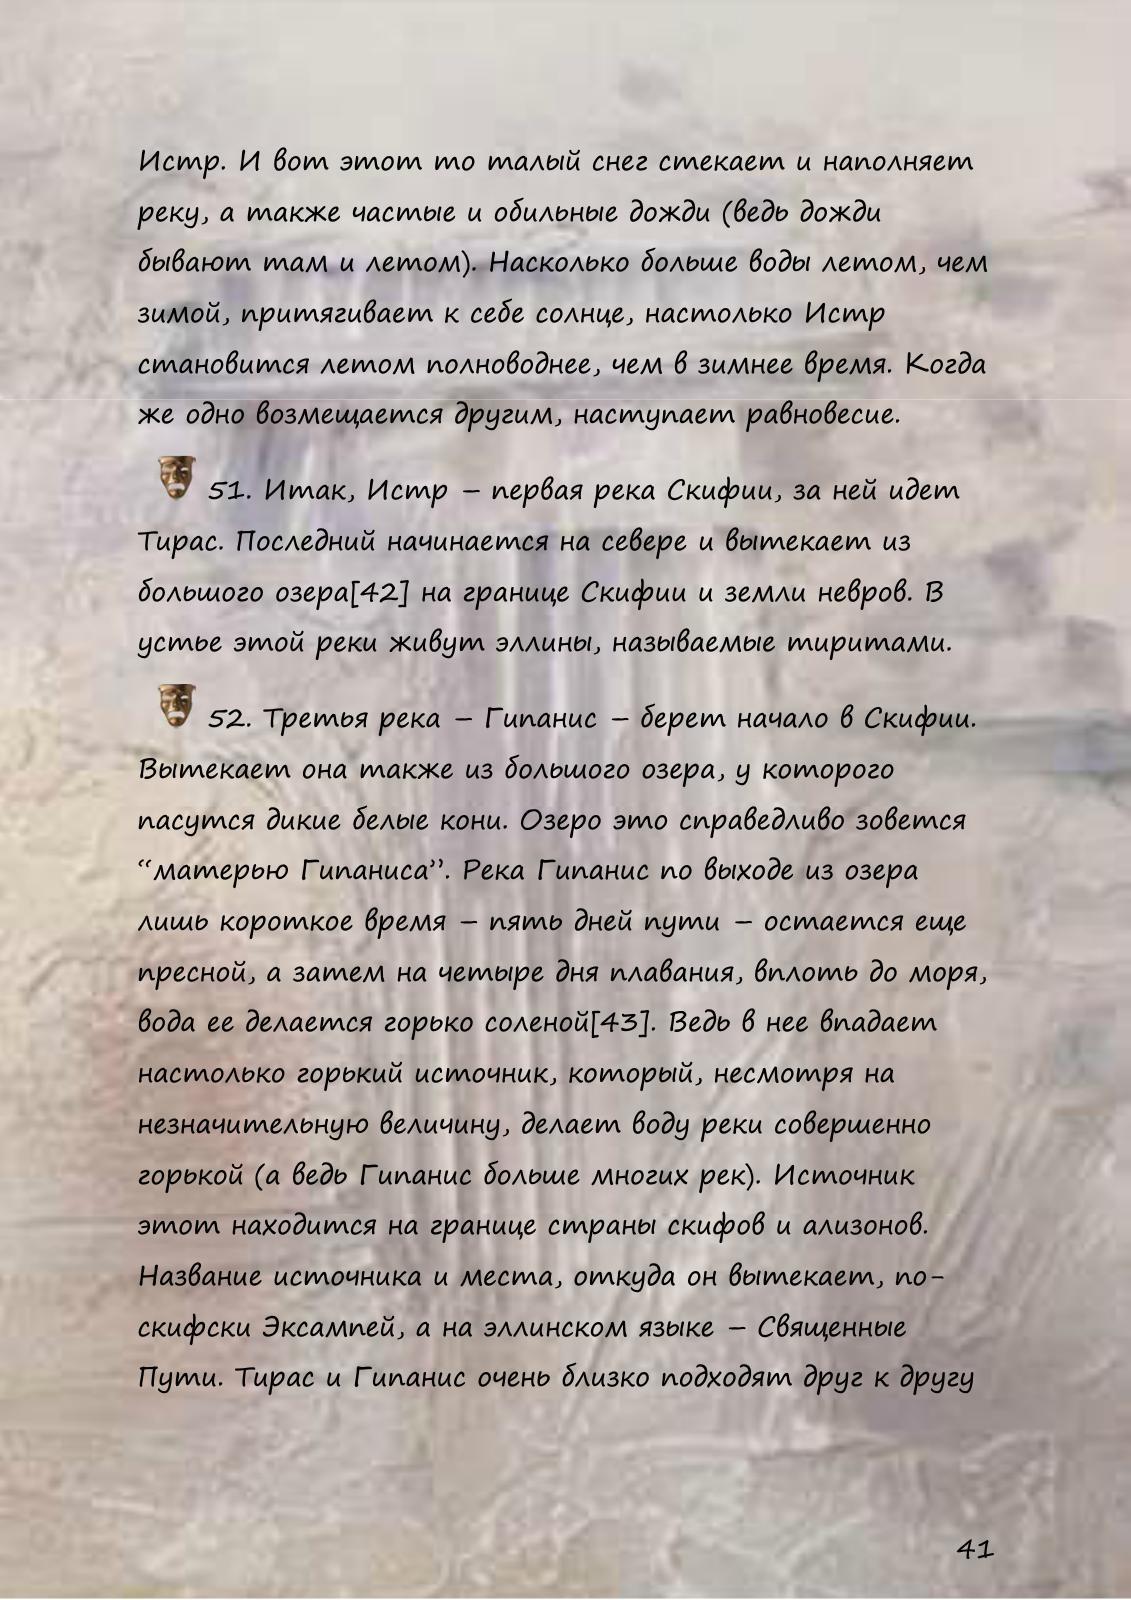 Истр. И вот этот то талый снег стекает и наполняет
реку, а также частые и обильные дожди (ведь дожди
бывают там и летом). Насколько больше воды летом, чем
зимой, притягивает к себе солнце, настолько Истр
становится летом полноводнее, чем в зимнее время. Когда
же одно возмещается другим, наступает равновесие.
51. Итак, Истр – первая река Скифии, за ней идет
Тирас. Последний начинается на севере и вытекает из
большого озера[42] на границе Скифии и земли невров. В
устье этой реки живут эллины, называемые тиритами.
52. Третья река – Гипанис – берет начало в Скифии.
Вытекает она также из большого озера, у которого
пасутся дикие белые кони. Озеро это справедливо зовется
“матерью Гипаниса”. Река Гипанис по выходе из озера
лишь короткое время – пять дней пути – остается еще
пресной, а затем на четыре дня плавания, вплоть до моря,
вода ее делается горько соленой[43]. Ведь в нее впадает
настолько горький источник, который, несмотря на
незначительную величину, делает воду реки совершенно
горькой (а ведь Гипанис больше многих рек). Источник
этот находится на границе страны скифов и ализонов.
Название источника и места, откуда он вытекает, по-
скифски Эксампей, а на эллинском языке – Священные
Пути. Тирас и Гипанис очень близко подходят друг к другу
41